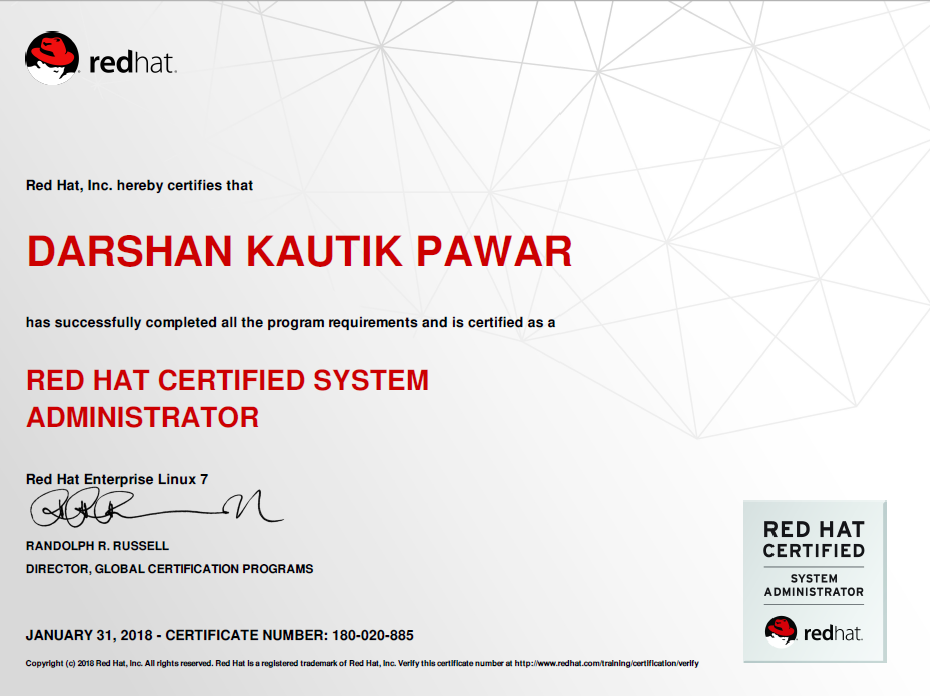 redhat.
Red Hat, Inc. hereby certifies that
DARSHAN KAUTIK PAWAR
has successfully completed all the program requirements and is certified as a
RED HAT CERTIFIED SYSTEM
ADMINISTRATOR
Red Hat Enterprise Linux 7
RANDOLPH R. RUSSELL
DIRECTOR, GLOBAL CERTIFICATION PROGRAMS
JANUARY 31, 2018 - CERTIFICATE NUMBER: 180-020-885
Copyright (c) 2018 Red Hat, Inc. All rights reserved. Red Hat is a registered trademark of Red Hat, Inc. Verify this certificate number at http://www.redhat.com/training/certification/verify
RED HAT
CERTIFIED
SYSTEM
ADMINISTRATOR
redhat.